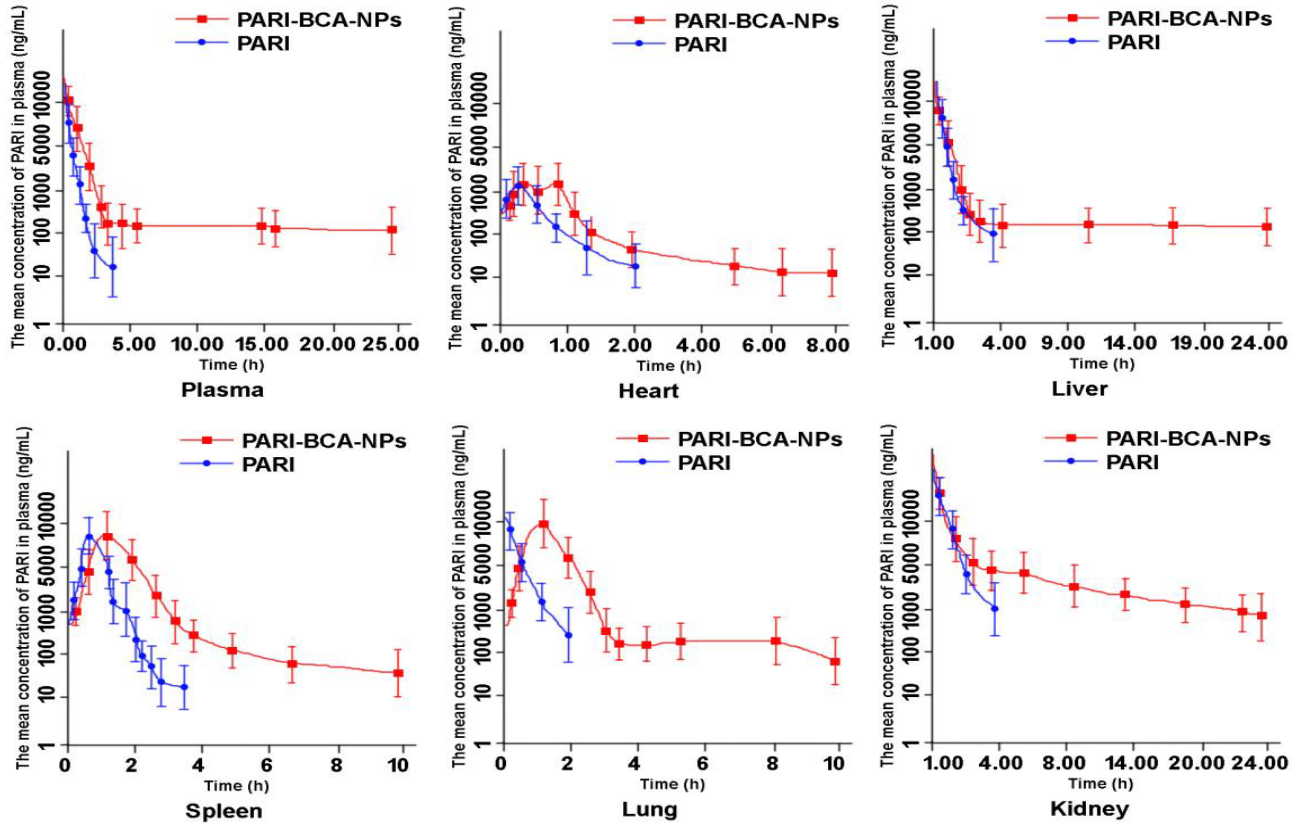 PARI-BCA-NPs
PARI
The mean concentration of PARI in plasma (ng/mL)
10000
5000
1000
100
10
1
0.00 5.00 10.00 15.00 20.00 25.00
Time (h)
Plasma
PARI-BCA-NPs
PARI
The mean concentration of PARI in plasma (ng/mL)
10000
5000
1000
100
10
1
0.00 1.00 2.00 4.00 6.00 8.00
Time (h)
Heart
PARI-BCA-NPs
PARI
The mean concentration of PARI in plasma (ng/mL)
10000
5000
1000
100
10
1
1.00 4.00 9.00 14.00 19.00 24.00
Time (h)
Liver
PARI-BCA-NPs
PARI
The mean concentration of PARI in plasma (ng/mL)
10000
5000
1000
100
10
1
0 2 4 6 8 10
Time (h)
Spleen
PARI-BCA-NPs
PARI
The mean concentration of PARI in plasma (ng/mL)
10000
5000
1000
100
10
1
0 2 4 6 8 10
Time (h)
Lung
PARI-BCA-NPs
PARI
The mean concentration of PARI in plasma (ng/mL)
10000
5000
1000
100
10
1
1.00 4.00 08.00 14.00 20.00 24.00
Time (h)
Kidney